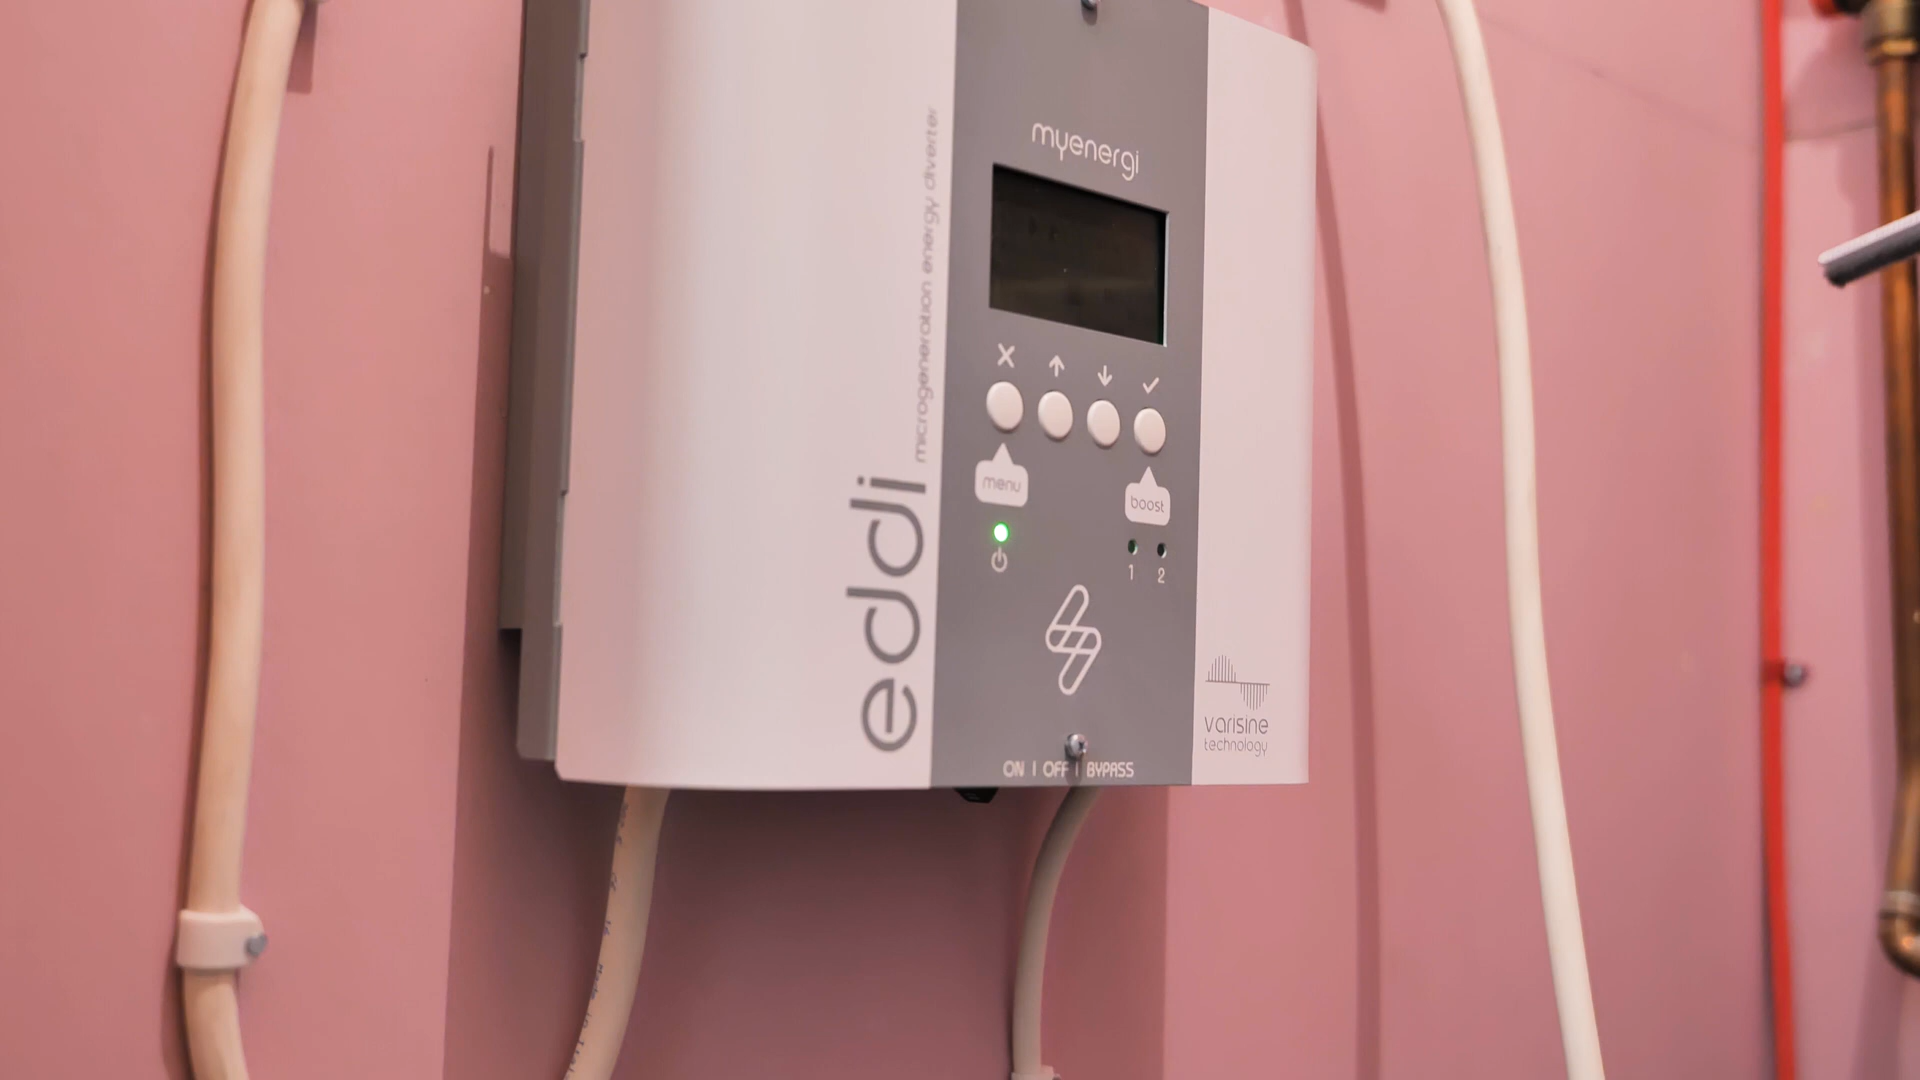 myenergi
eddi
microgeneration energy diverter
menu
boost
1 2
varisine
technology
ON | OFF | BYPASS